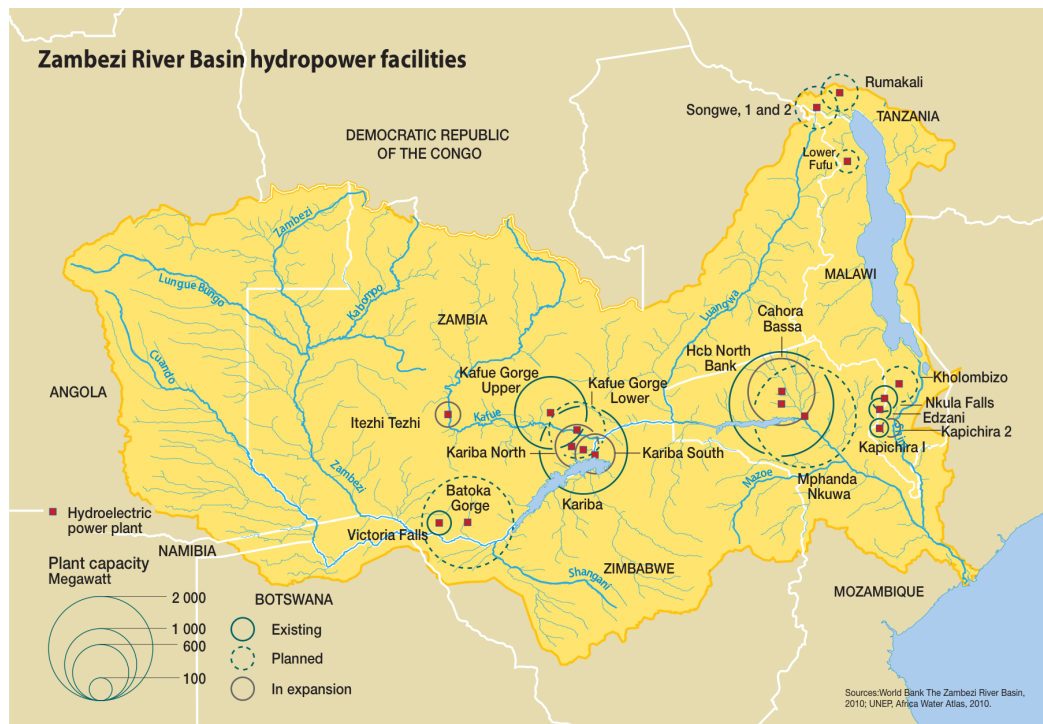 Zambezi River Basin hydropower facilities
Rumakali
Songwe, 1 and 2
TANZANIA
DEMOCRATIC REPUBLIC
OF THE CONGO
Lower
Fufu
Zambezi
Lungue Bungo
Kabompo
Luangwa
MALAWI
ZAMBIA
Cahora
Bassa
Cuando
Hcb North
Bank
Kafue Gorge
Upper
Kafue Gorge
Lower
Kholombizo
ANGOLA
Nkula Falls
Itezhi Tezhi
Kafue
Edzani
Shire
Kapichira 2
Kapichira I
Kariba North
Kariba South
Zambezi
Mazoe
Mphanda
Nkuwa
Batoka
Gorge
Kariba
Hydroelectric
power plant
Victoria Falls
NAMIBIA
Plant capacity
Megawatt
Shangani
ZIMBABWE
MOZAMBIQUE
2 000
1 000
600
100
BOTSWANA
Existing
Planned
In expansion
Sources:World Bank The Zambezi River Basin,
2010; UNEP, Africa Water Atlas, 2010.